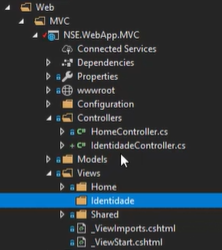 Web
MVC
NSE.WebApp.MVC
Connected Services
Dependencies
Properties
wwwroot
Configuration
Controllers
HomeController.cs
IdentidadeController.cs
Models
Views
Home
Identidade
Shared
_ViewImports.cshtml
_ViewStart.cshtml